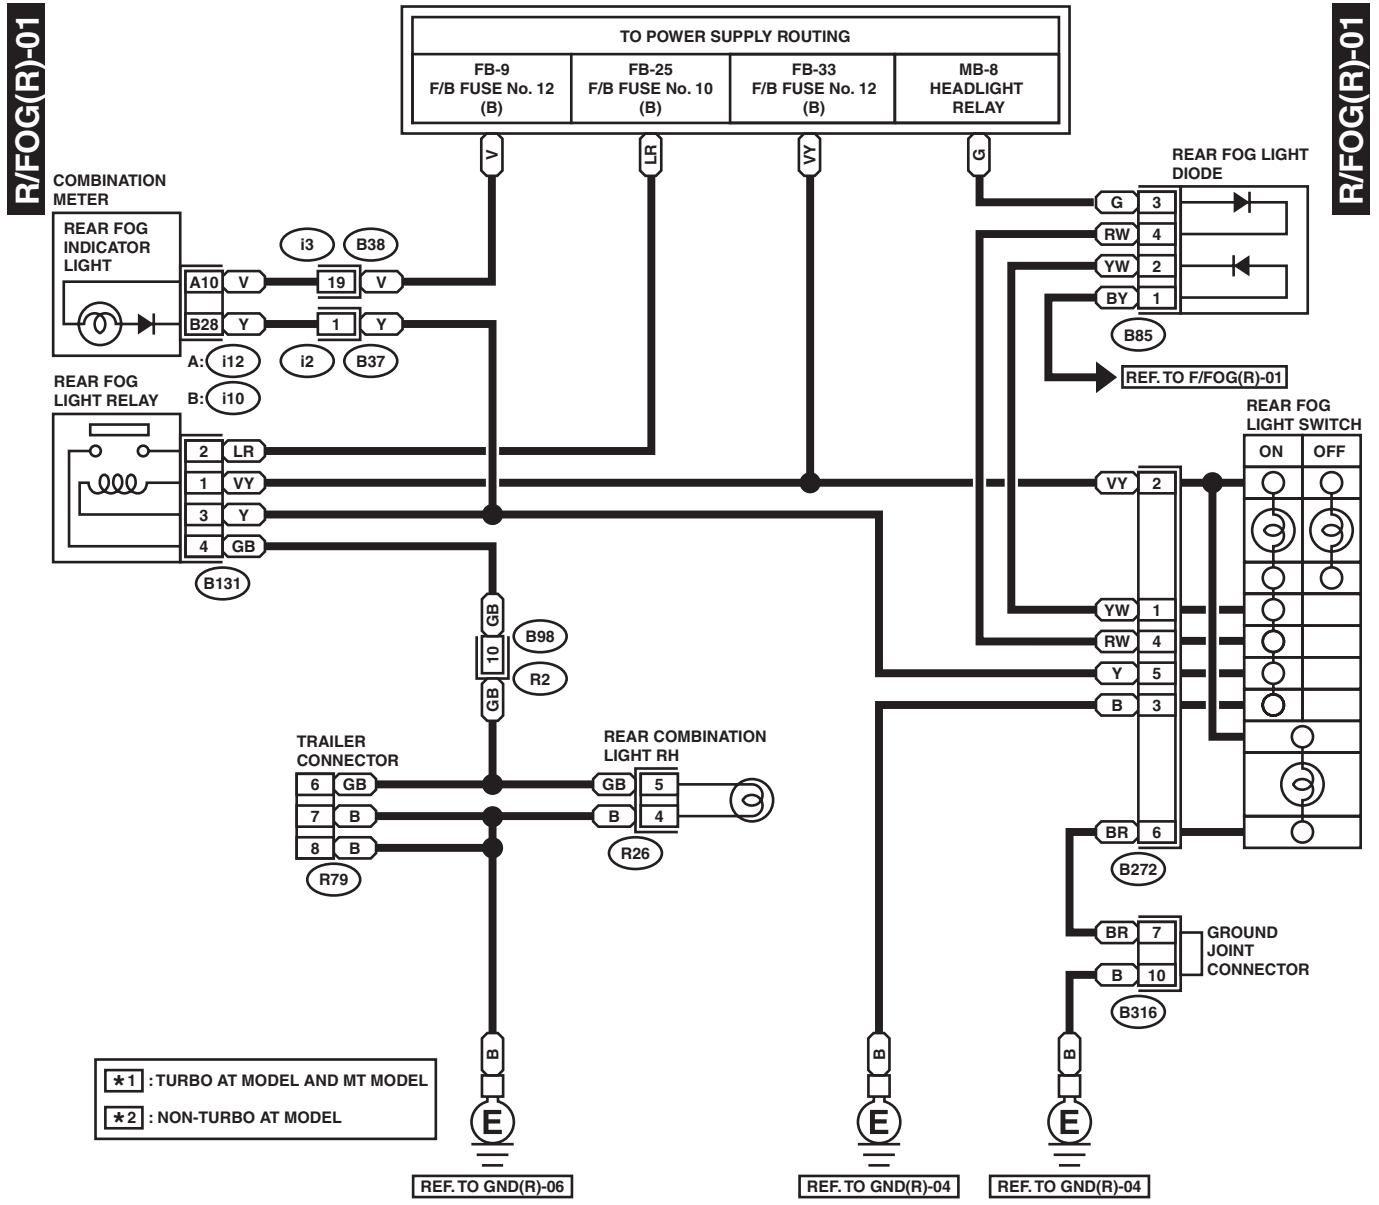 R/FOG(R)-01
R/FOG(R)-01
TO POWER SUPPLY ROUTING
FB-9
F/B FUSE No. 12
(B)
FB-25
F/B FUSE No. 10
(B)
FB-33
F/B FUSE No. 12
(B)
MB-8
HEADLIGHT
RELAY
V
LR
VY
G
COMBINATION
METER
REAR FOG
INDICATOR
LIGHT
A10 V
B28 Y
i3 B38
19 V
1 Y
i2 B37
A: i12
B: i10
REAR FOG LIGHT
DIODE
G 3
RW 4
YW 2
BY 1
B85
REF. TO F/FOG(R)-01
REAR FOG
LIGHT RELAY
2 LR
1 VY
3 Y
4 GB
B131
REAR FOG
LIGHT SWITCH
ON OFF
VY 2
YW 1
RW 4
Y 5
B 3
BR 6
B272
GB
10
GB
B98
R2
TRAILER
CONNECTOR
6 GB
7 B
8 B
R79
REAR COMBINATION
LIGHT RH
GB 5
B 4
R26
BR 7
B 10
B316
GROUND
JOINT
CONNECTOR
*1 : TURBO AT MODEL AND MT MODEL
*2 : NON-TURBO AT MODEL
B
E
REF. TO GND(R)-06
B
E
REF. TO GND(R)-04
B
E
REF. TO GND(R)-04